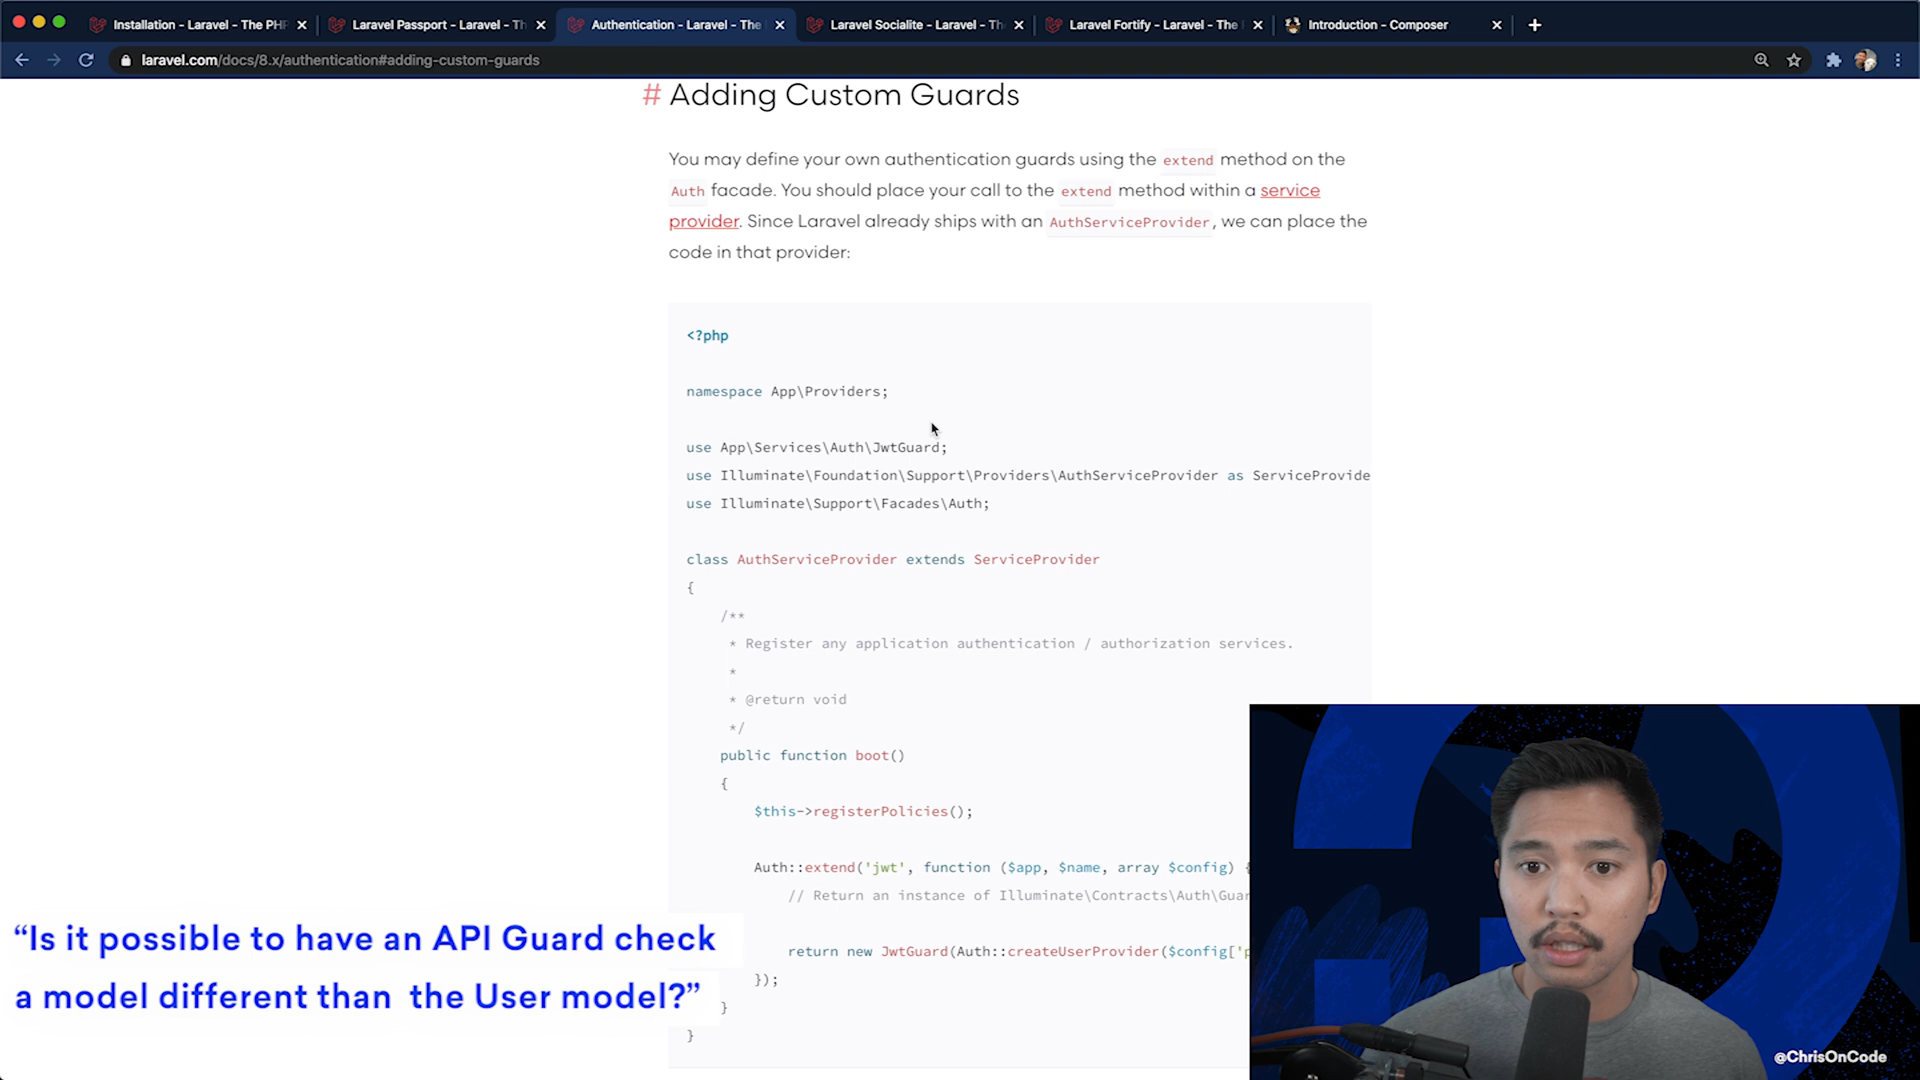 Installation - Laravel - The PHP
Laravel Passport - Laravel - Th
Authentication - Laravel - The
Laravel Socialite - Laravel - Th
Laravel Fortify - Laravel - The
Introduction - Composer
laravel.com/docs/8.x/authentication#adding-custom-guards
# Adding Custom Guards
You may define your own authentication guards using the extend method on the
Auth facade. You should place your call to the extend method within a service
provider. Since Laravel already ships with an AuthServiceProvider, we can place the
code in that provider:
<?php
namespace App\Providers;
use App\Services\Auth\JwtGuard;
use Illuminate\Foundation\Support\Providers\AuthServiceProvider as ServiceProvide
use Illuminate\Support\Facades\Auth;
class AuthServiceProvider extends ServiceProvider
{
/**
* Register any application authentication / authorization services.
*
* @return void
*/
public function boot()
{
$this->registerPolicies();
Auth::extend('jwt', function ($app, $name, array $config) {
// Return an instance of Illuminate\Contracts\Auth\Guar
return new JwtGuard(Auth::createUserProvider($config['p
});
}
}
“Is it possible to have an API Guard check
a model different than the User model?”
@ChrisOnCode